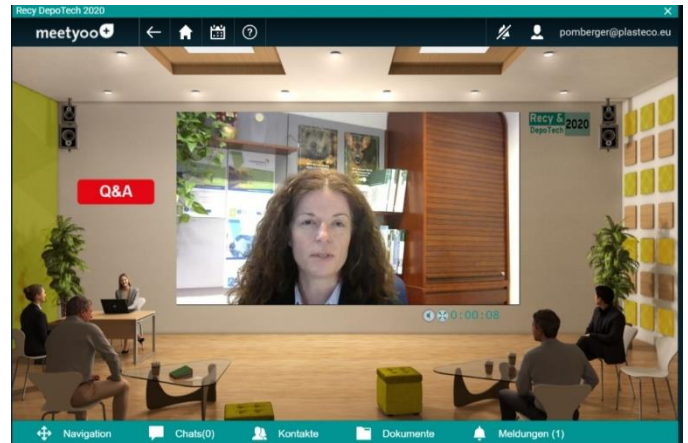 Recy DepoTech 2020
meetyoo
pomberger@plasteco.eu
Recy &
DepoTech 2020
Q&A
0:00:08
Navigation
Chats(0)
Kontakte
Dokumente
Meldungen (1)